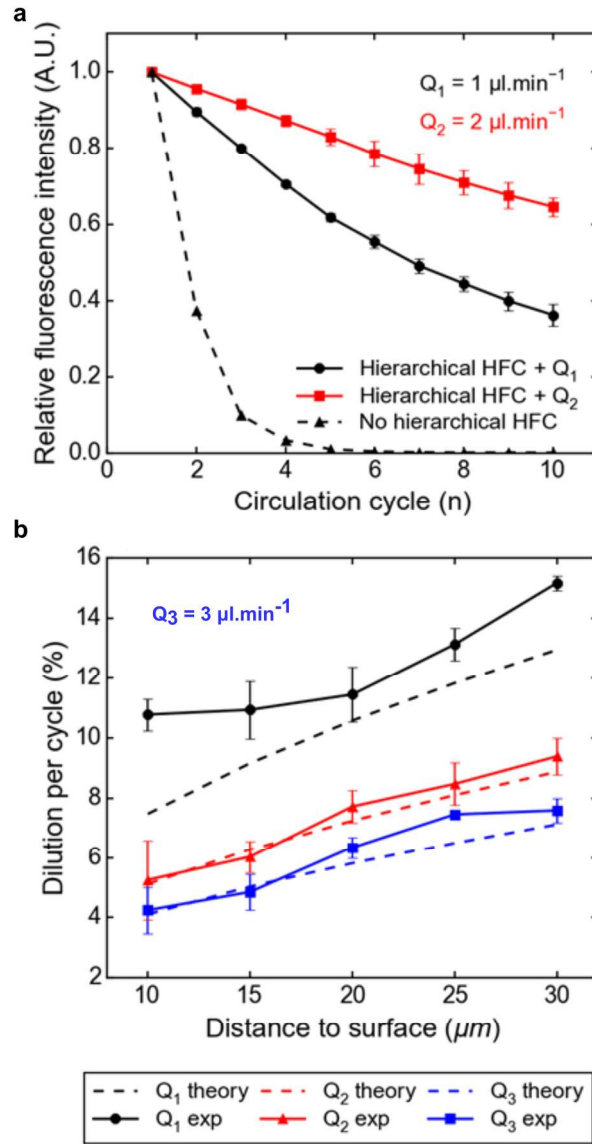 a
Relative fluorescence intensity (A.U.)
1.0
0.8
0.6
0.4
0.2
0.0
Q₁ = 1 µl.min⁻¹
Q₂ = 2 µl.min⁻¹
Hierarchical HFC + Q₁
Hierarchical HFC + Q₂
No hierarchical HFC
0 2 4 6 8 10
Circulation cycle (n)
b
Dilution per cycle (%)
16
14
12
10
8
6
4
2
Q₃ = 3 µl.min⁻¹
10 15 20 25 30
Distance to surface (µm)
Q₁ theory Q₂ theory Q₃ theory
Q₁ exp Q₂ exp Q₃ exp